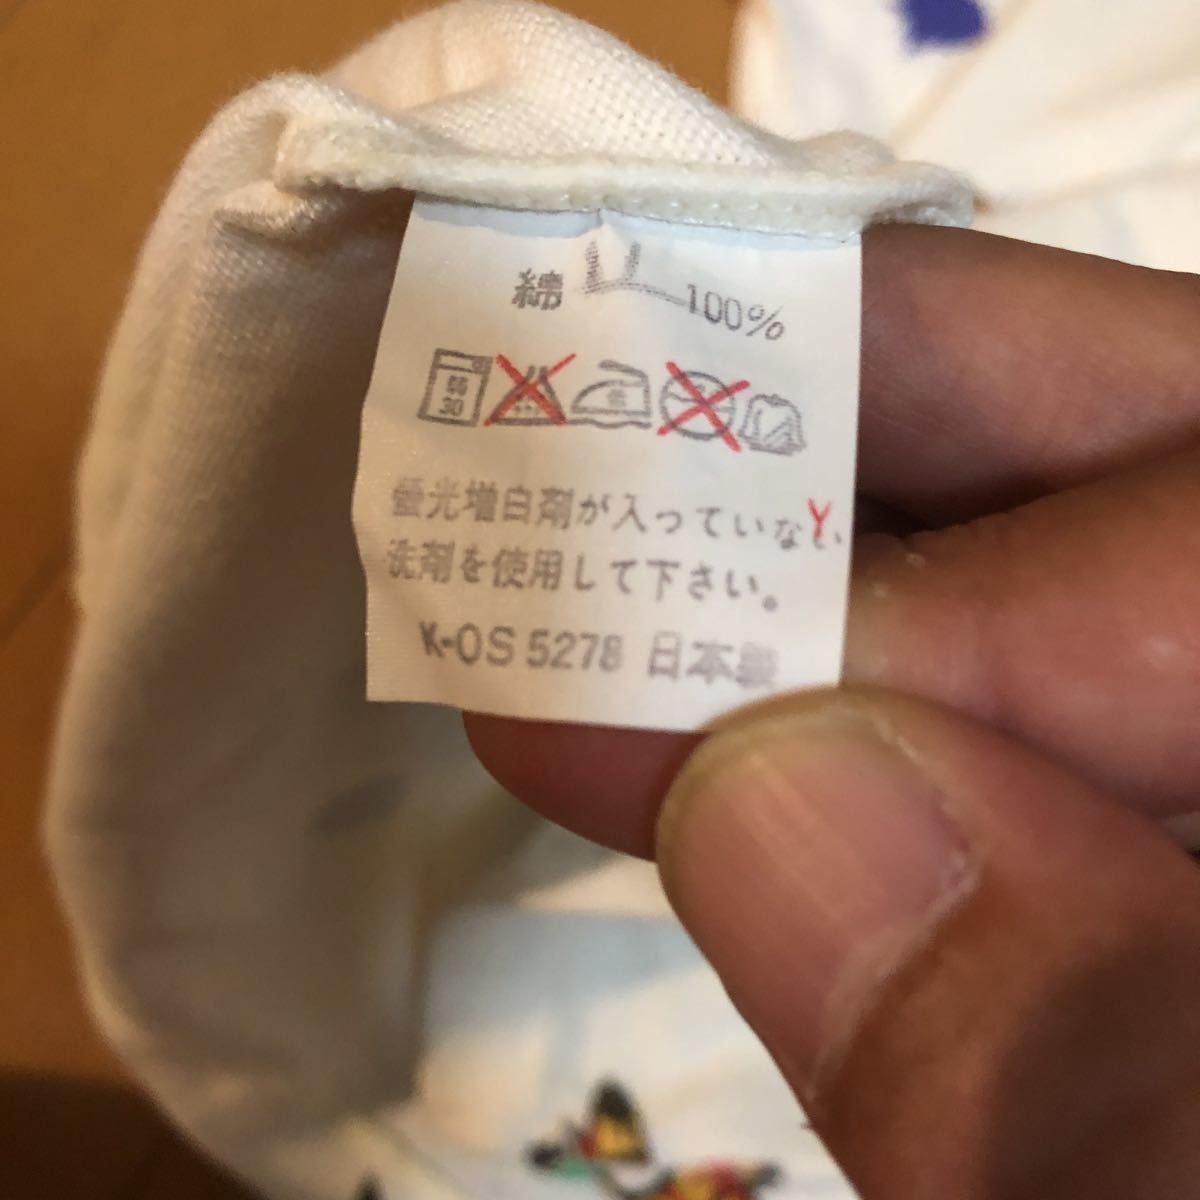 綿 100%
螢光増白剤が入っていない
洗剤を使用して下さい。
K-OS 5278 日本製